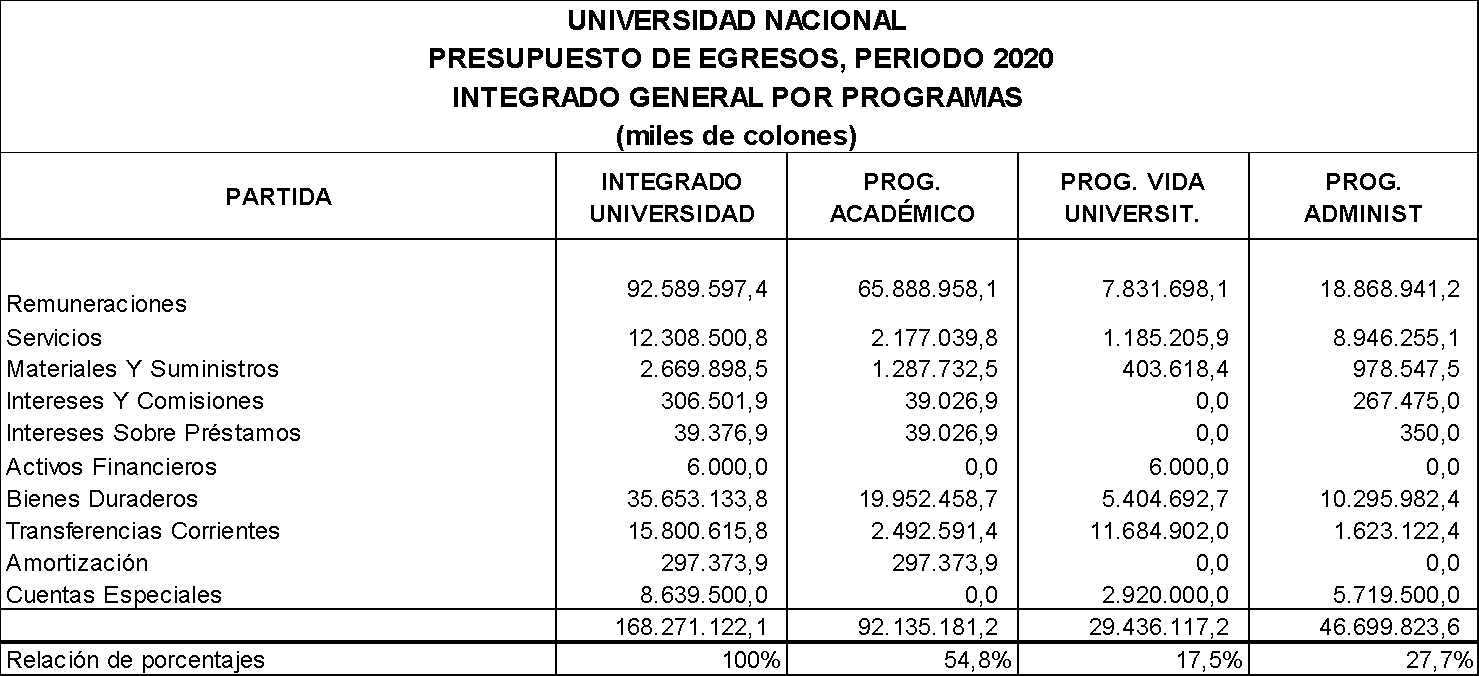 UNIVERSIDAD NACIONAL
PRESUPUESTO DE EGRESOS, PERIODO 2020
INTEGRADO GENERAL POR PROGRAMAS
(miles de colones)
PARTIDA INTEGRADO UNIVERSIDAD PROG. ACADÉMICO PROG. VIDA UNIVERSIT. PROG. ADMINIST
Remuneraciones 92.589.597,4 65.888.958,1 7.831.698,1 18.868.941,2
Servicios 12.308.500,8 2.177.039,8 1.185.205,9 8.946.255,1
Materiales Y Suministros 2.669.898,5 1.287.732,5 403.618,4 978.547,5
Intereses Y Comisiones 306.501,9 39.026,9 0,0 267.475,0
Intereses Sobre Préstamos 39.376,9 39.026,9 0,0 350,0
Activos Financieros 6.000,0 0,0 6.000,0 0,0
Bienes Duraderos 35.653.133,8 19.952.458,7 5.404.692,7 10.295.982,4
Transferencias Corrientes 15.800.615,8 2.492.591,4 11.684.902,0 1.623.122,4
Amortización 297.373,9 297.373,9 0,0 0,0
Cuentas Especiales 8.639.500,0 0,0 2.920.000,0 5.719.500,0
168.271.122,1 92.135.181,2 29.436.117,2 46.699.823,6
Relación de porcentajes 100% 54,8% 17,5% 27,7%